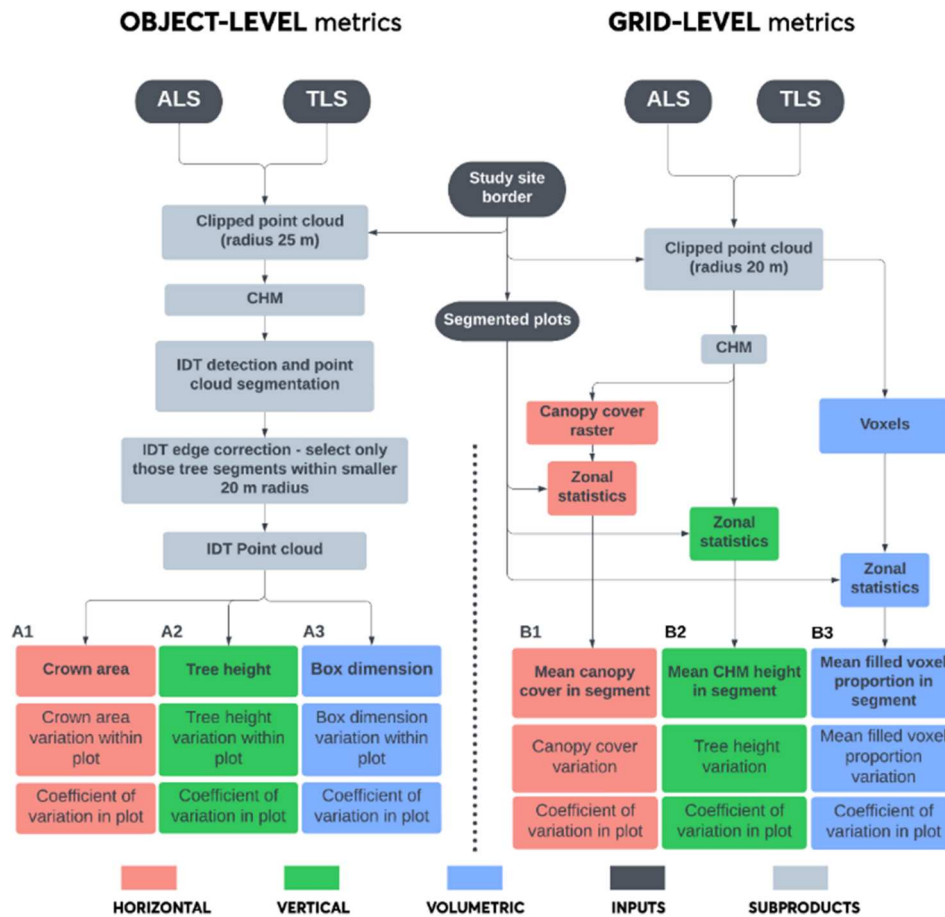 OBJECT-LEVEL metrics
ALS
TLS
Clipped point cloud
(radius 25 m)
CHM
IDT detection and point
cloud segmentation
IDT edge correction - select only
those tree segments within smaller
20 m radius
IDT Point cloud
A1
Crown area
Crown area
variation within
plot
Coefficient of
variation in plot
A2
Tree height
Tree height
variation within
plot
Coefficient of
variation in plot
A3
Box dimension
Box dimension
variation within
plot
Coefficient of
variation in plot
Study site
border
Segmented plots
GRID-LEVEL metrics
ALS
TLS
Clipped point cloud
(radius 20 m)
CHM
Canopy cover
raster
Zonal
statistics
Zonal
statistics
Voxels
Zonal
statistics
B1
Mean canopy
cover in segment
Canopy cover
variation
Coefficient of
variation in plot
B2
Mean CHM height
in segment
Tree height
variation
Coefficient of
variation in plot
B3
Mean filled voxel
proportion in
segment
Mean filled voxel
proportion
variation
Coefficient of
variation in plot
HORIZONTAL
VERTICAL
VOLUMETRIC
INPUTS
SUBPRODUCTS